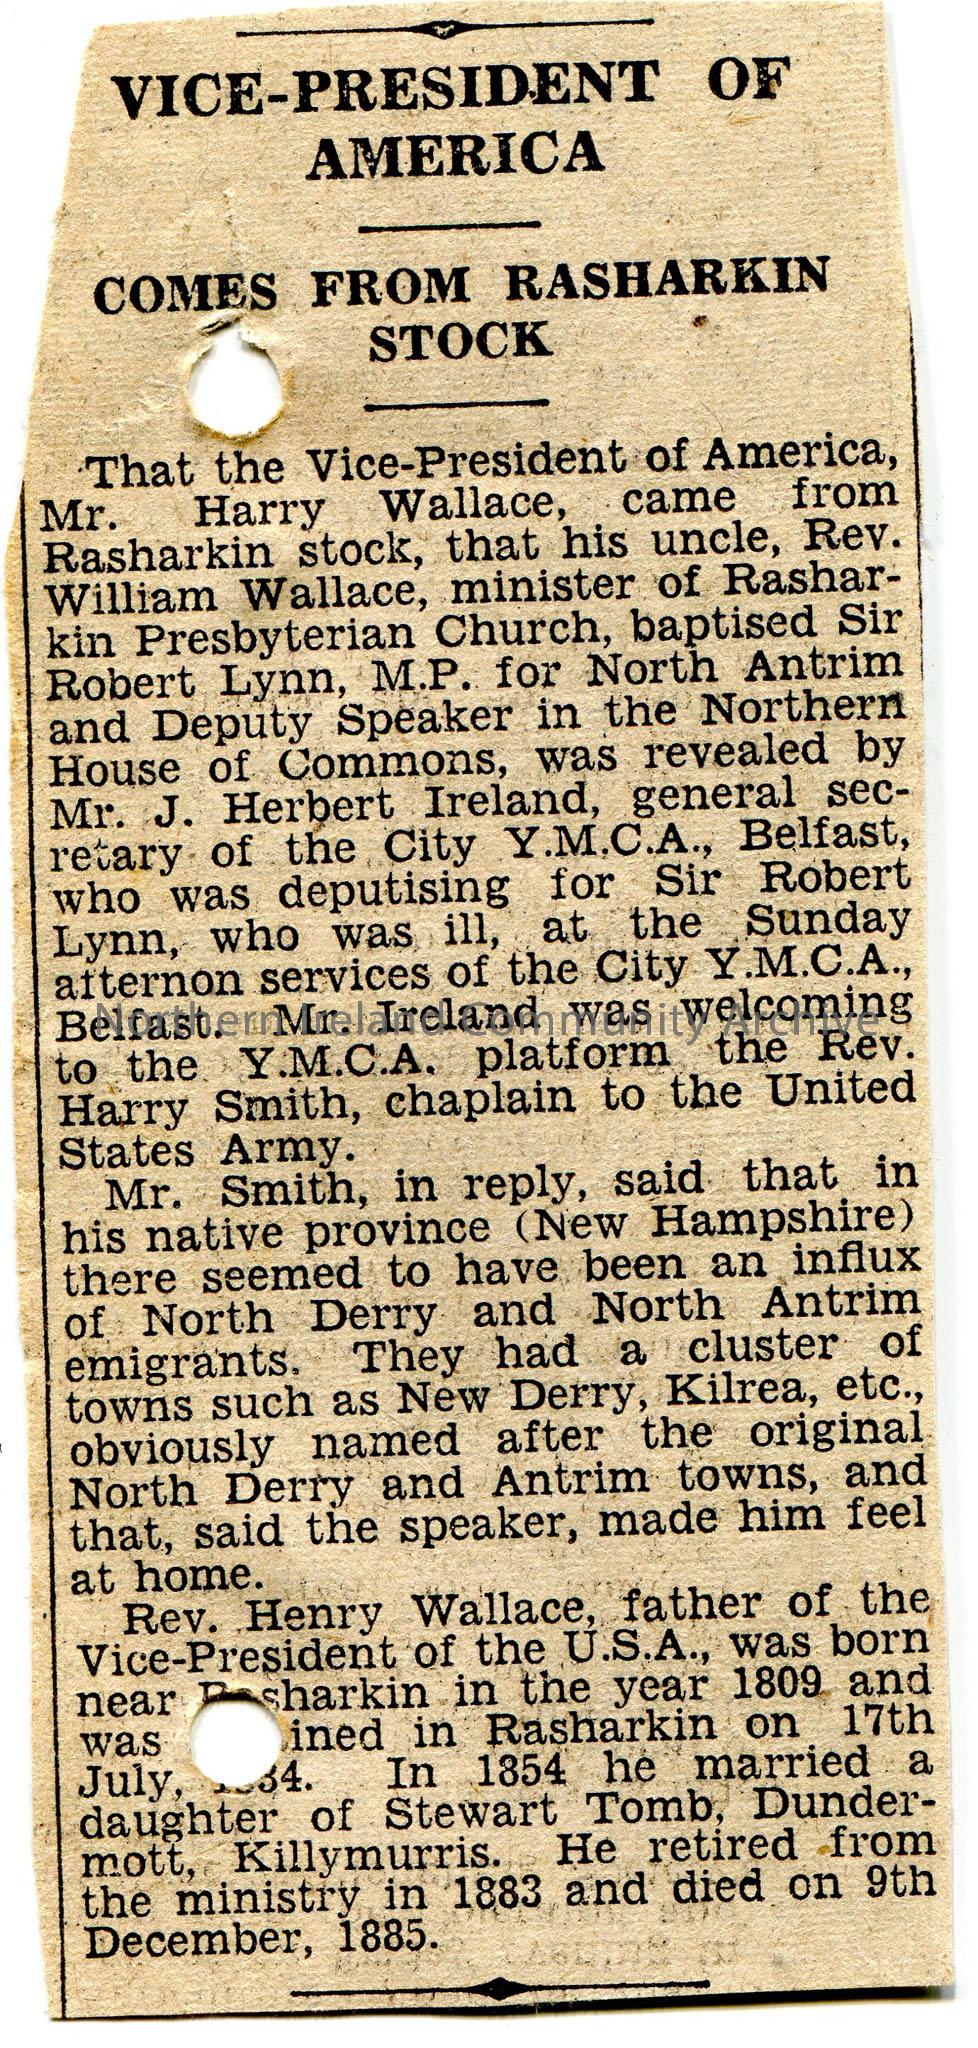 VICE-PRESIDENT OF
AMERICA
COMES FROM RASHARKIN
STOCK
That the Vice-President of America,
Mr. Harry Wallace, came from
Rasharkin stock, that his uncle, Rev.
William Wallace, minister of Rashar-
kin Presbyterian Church, baptised Sir
Robert Lynn, M.P. for North Antrim
and Deputy Speaker in the Northern
House of Commons, was revealed by
Mr. J. Herbert Ireland, general sec-
retary of the City Y.M.C.A., Belfast,
who was deputising for Sir Robert
Lynn, who was ill, at the Sunday
afternon services of the City Y.M.C.A.,
Belfast. Mr. Ireland was welcoming
Northern Ireland Community Archive
to the Y.M.C.A. platform the Rev.
Harry Smith, chaplain to the United
States Army.
Mr. Smith, in reply, said that in
his native province (New Hampshire)
there seemed to have been an influx
of North Derry and North Antrim
emigrants. They had a cluster of
towns such as New Derry, Kilrea, etc.,
obviously named after the original
North Derry and Antrim towns, and
that, said the speaker, made him feel
at home.
Rev. Henry Wallace, father of the
Vice-President of the U.S.A., was born
near Rasharkin in the year 1809 and
was ined in Rasharkin on 17th
July, 34. In 1854 he married a
daughter of Stewart Tomb, Dunder-
mott, Killymurris. He retired from
the ministry in 1883 and died on 9th
December, 1885.